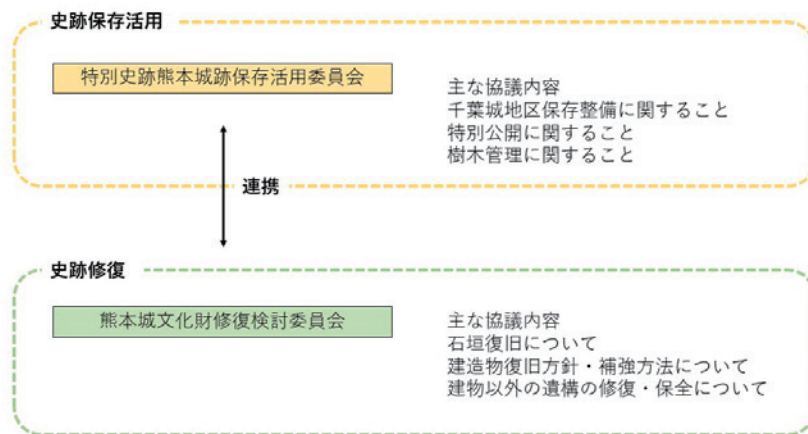 史跡保存活用
特別史跡熊本城跡保存活用委員会
主な協議内容
千葉城地区保存整備に関すること
特別公開に関すること
樹木管理に関すること
連携
史跡修復
熊本城文化財修復検討委員会
主な協議内容
石垣復旧について
建造物復旧方針・補強方法について
建物以外の遺構の修復・保全について